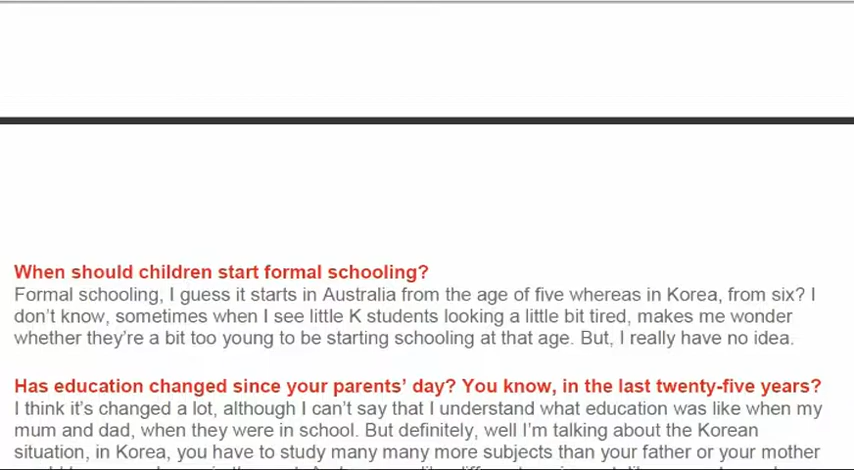 When should children start formal schooling?
Formal schooling, I guess it starts in Australia from the age of five whereas in Korea, from six? I
don't know, sometimes when I see little K students looking a little bit tired, makes me wonder
whether they're a bit too young to be starting schooling at that age. But, I really have no idea.
Has education changed since your parents' day? You know, in the last twenty-five years?
I think it's changed a lot, although I can't say that I understand what education was like when my
mum and dad, when they were in school. But definitely, well I'm talking about the Korean
situation, in Korea, you have to study many many more subjects than your father or your mother